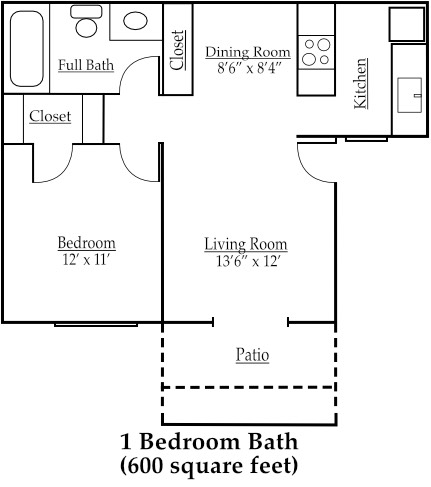 Full Bath
Closet
Dining Room
8'6" x 8'4"
Kitchen
Closet
Bedroom
12' x 11'
Living Room
13'6" x 12'
Patio
1 Bedroom Bath
(600 square feet)